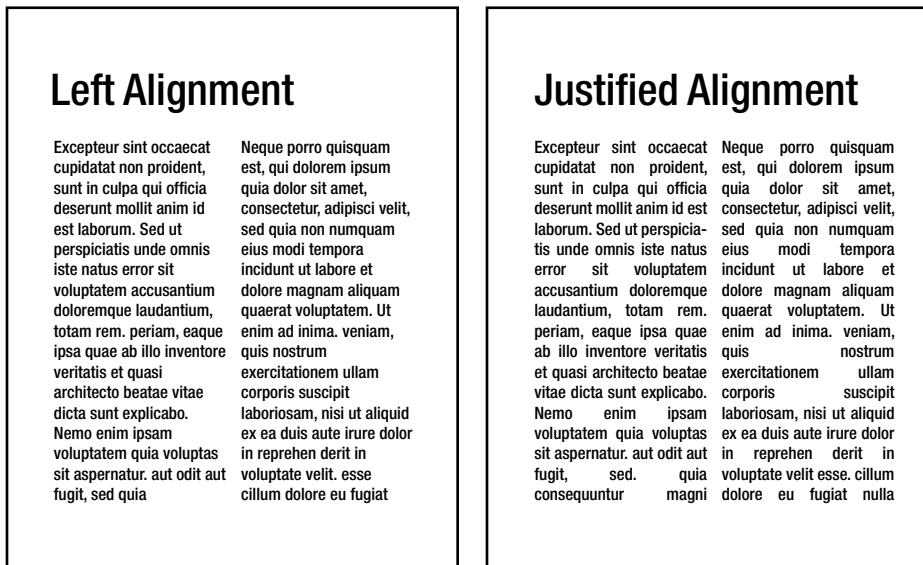 Left Alignment
Excepteur sint occaecat
cupidatat non proident,
sunt in culpa qui officia
deserunt mollit anim id
est laborum. Sed ut
perspiciatis unde omnis
iste natus error sit
voluptatem accusantium
doloremque laudantium,
totam rem. periam, eaque
ipsa quae ab illo inventore
veritatis et quasi
architecto beatae vitae
dicta sunt explicabo.
Nemo enim ipsam
voluptatem quia voluptas
sit aspernatur. aut odit aut
fugit, sed quia
Neque porro quisquam
est, qui dolorem ipsum
quia dolor sit amet,
consectetur, adipisci velit,
sed quia non numquam
eius modi tempora
incidunt ut labore et
dolore magnam aliquam
quaerat voluptatem. Ut
enim ad inima. veniam,
quis nostrum
exercitationem ullam
corporis suscipit
laboriosam, nisi ut aliquid
ex ea duis aute irure dolor
in reprehen derit in
voluptate velit. esse
cillum dolore eu fugiat
Justified Alignment
Excepteur sint occaecat
cupidatat non proident,
sunt in culpa qui officia
deserunt mollit anim id est
laborum. Sed ut perspicia-
tis unde omnis iste natus
error sit voluptatem
accusantium doloremque
laudantium, totam rem.
periam, eaque ipsa quae
ab illo inventore veritatis
et quasi architecto beatae
vitae dicta sunt explicabo.
Nemo enim ipsam
voluptatem quia voluptas
sit aspernatur. aut odit aut
fugit, sed. quia
consequuntur magni
Neque porro quisquam
est, qui dolorem ipsum
quia dolor sit amet,
consectetur, adipisci velit,
sed quia non numquam
eius modi tempora
incidunt ut labore et
dolore magnam aliquam
quaerat voluptatem. Ut
enim ad inima. veniam,
quis nostrum
exercitationem ullam
corporis suscipit
laboriosam, nisi ut aliquid
ex ea duis aute irure dolor
in reprehen derit in
voluptate velit esse. cillum
dolore eu fugiat nulla